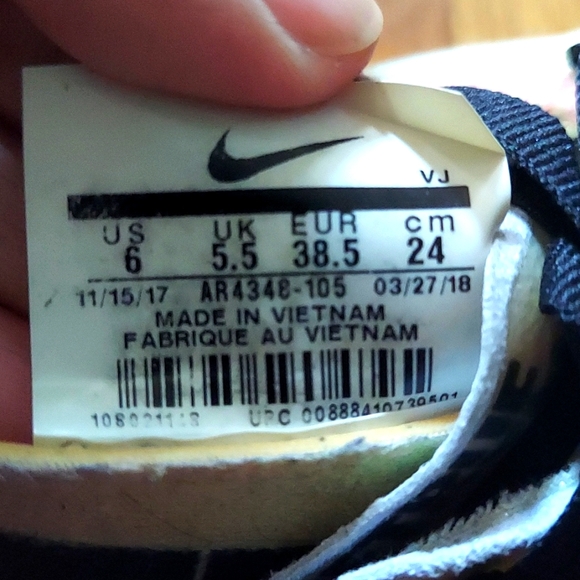 VJ
US UK EUR cm
6 5.5 38.5 24
11/15/17 AR4348-105 03/27/18
MADE IN VIETNAM
FABRIQUE AU VIETNAM
UPC